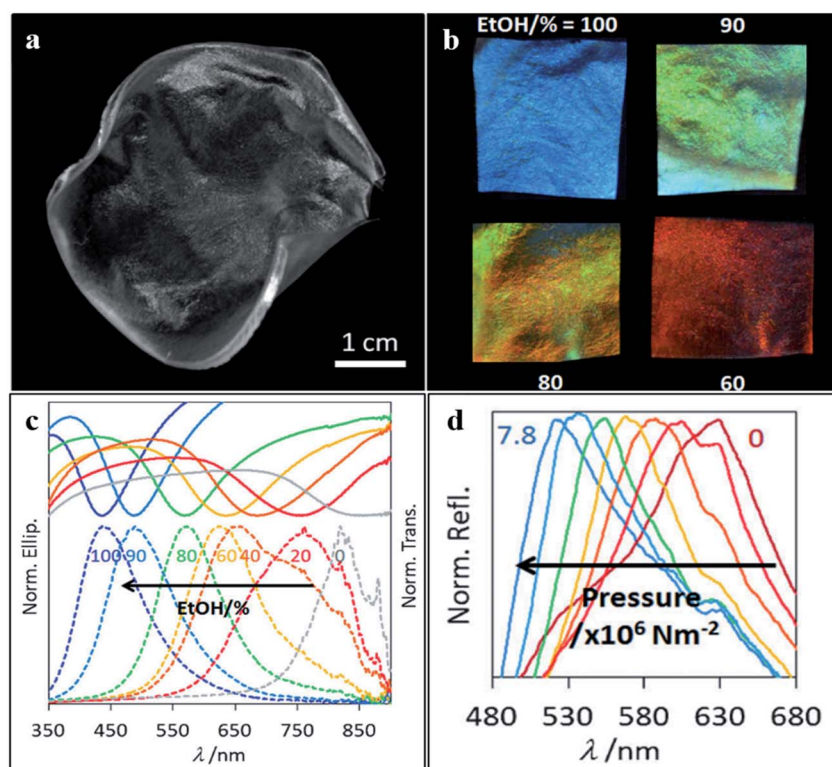 a
1 cm
b
EtOH/% = 100
90
80
60
c
Norm. Ellip.
100 90 80 60 40 20 0
EtOH/%
Norm. Trans.
350 450 550 650 750 850
λ /nm
d
7.8
0
Norm. Refl.
Pressure
/x10⁶ Nm⁻²
480 530 580 630 680
λ /nm